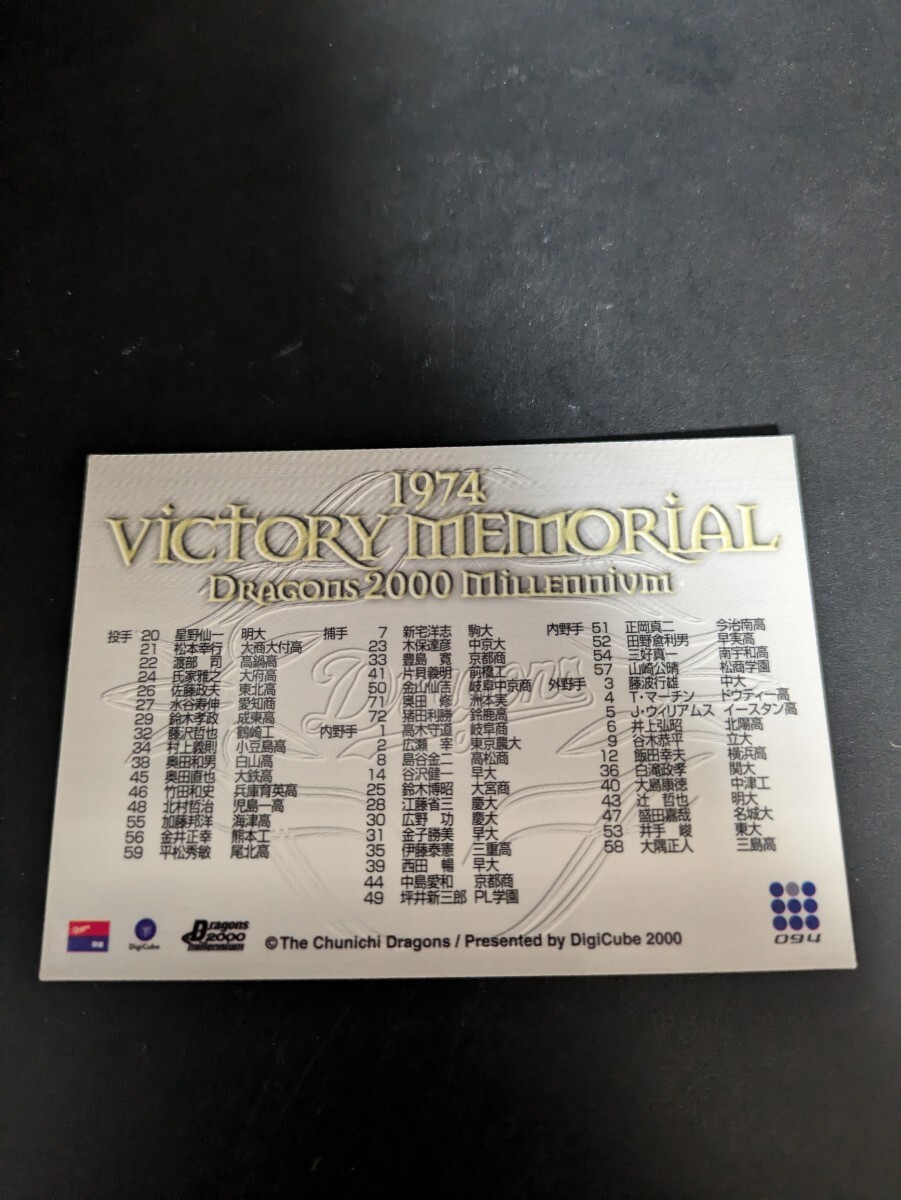 1974
VICTORY MEMORIAL
DRAGONS 2000 MILLENNIUM
投手 20 星野仙一 明大
21 松本幸行 大商大付高
22 渡部 司 高鍋高
24 氏家雅之 大府高
26 佐藤政夫 東北高
27 水谷寿伸 愛知商
29 鈴木孝政 成東高
32 藤沢哲也 鶴崎工
34 村上義則 小豆島高
38 奥田和男 白山高
45 奥田直也 大鉄高
46 竹田和史 兵庫育英高
48 北村哲治 児島一高
55 加藤邦洋 海津高
56 金井正幸 熊本工
59 平松秀敏 尾北高
捕手 7 新宅洋志 駒大
23 木俣達彦 中京大
33 豊島 寛 京都商
41 片貝義明 前橋工
50 金山仙吉 岐阜中京商
71 奥田 修 洲本実
72 猪田利勝 鈴鹿高
内野手 1 高木守道 岐阜商
2 広瀬 宰 東京農大
8 島谷金二 高松商
14 谷沢健一 早大
25 鈴木博昭 大宮商
28 江藤省三 慶大
30 広野 功 慶大
31 金子勝美 早大
35 伊藤泰憲 三重高
39 西田 暢 早大
44 中島愛和 京都商
49 坪井新三郎 PL学園
内野手 51 正岡真二 今治南高
52 田野倉利男 早実高
54 三好真一 南宇和高
57 山崎公晴 松商学園
外野手 3 藤波行雄 中大
4 T・マーチン ドウティー高
5 J・ウィリアムス イースタン高
6 井上弘昭 北陽高
9 谷木恭平 立大
12 飯田幸夫 横浜高
36 白滝政孝 関大
40 大島康徳 中津工
43 辻 哲也 明大
47 盛田嘉哉 名城大
53 井手 峻 東大
58 大隅正人 三島高
Dragons
DigiCube
Dragons
2000
millennium
©The Chunichi Dragons / Presented by DigiCube 2000
094